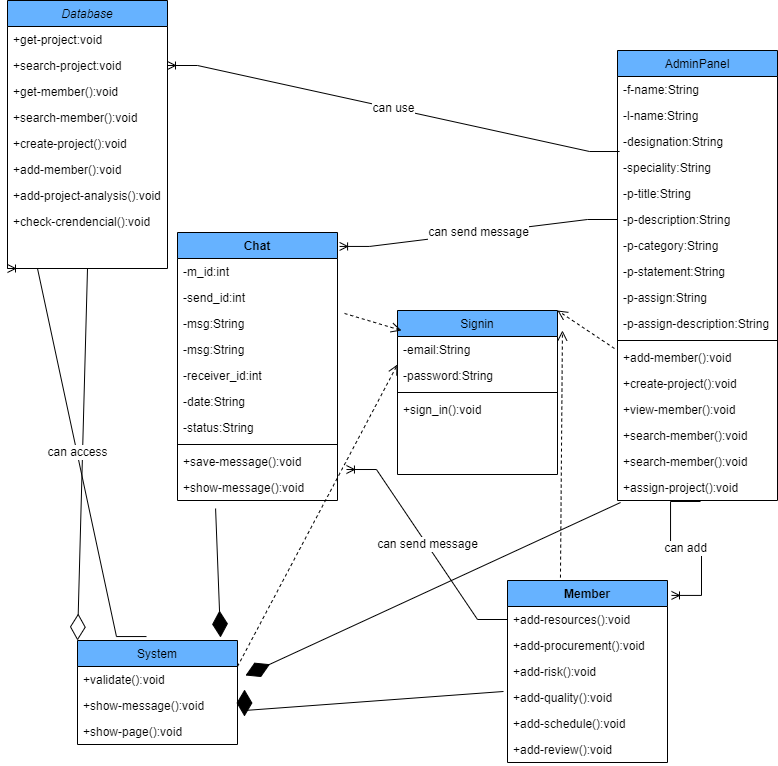 Database
+get-project:void
+search-project:void
+get-member():void
+search-member():void
+create-project():void
+add-member():void
+add-project-analysis():void
+check-crendencial():void
can use
AdminPanel
-f-name:String
-l-name:String
-designation:String
-speciality:String
-p-title:String
-p-description:String
-p-category:String
-p-statement:String
-p-assign:String
-p-assign-description:String
+add-member():void
+create-project():void
+view-member():void
+search-member():void
+search-member():void
+assign-project():void
can send message
Chat
-m_id:int
-send_id:int
-msg:String
-msg:String
-receiver_id:int
-date:String
-status:String
+save-message():void
+show-message():void
Signin
-email:String
-password:String
+sign_in():void
can access
can send message
can add
Member
+add-resources():void
+add-procurement():void
+add-risk():void
+add-quality():void
+add-schedule():void
+add-review():void
System
+validate():void
+show-message():void
+show-page():void